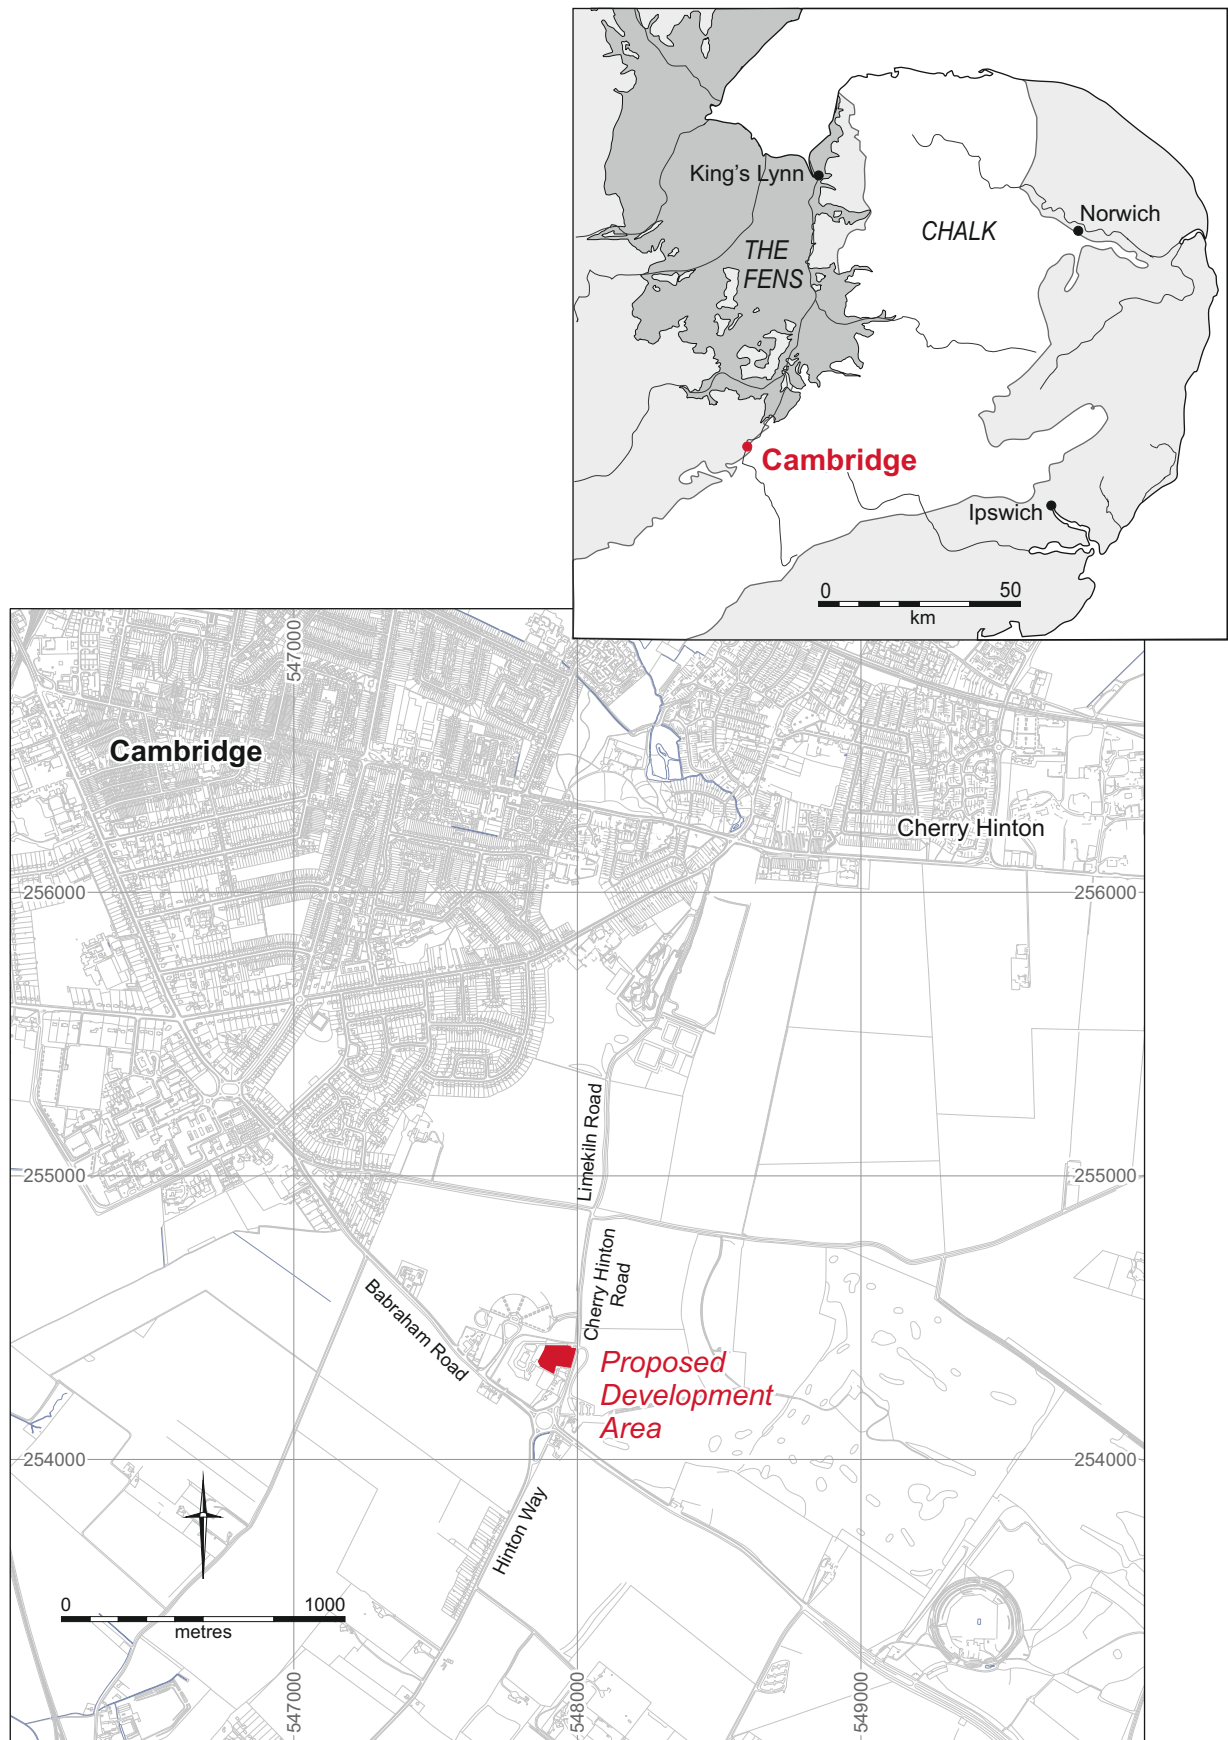 King's Lynn
Norwich
CHALK
THE
FENS
Cambridge
Ipswich
0
50
km
547000
Cambridge
Cherry Hinton
256000
256000
Limekiln Road
255000
255000
Cherry Hinton
Road
Babraham Road
Proposed
Development
Area
254000
254000
Hinton Way
0
1000
metres
547000
548000
549000